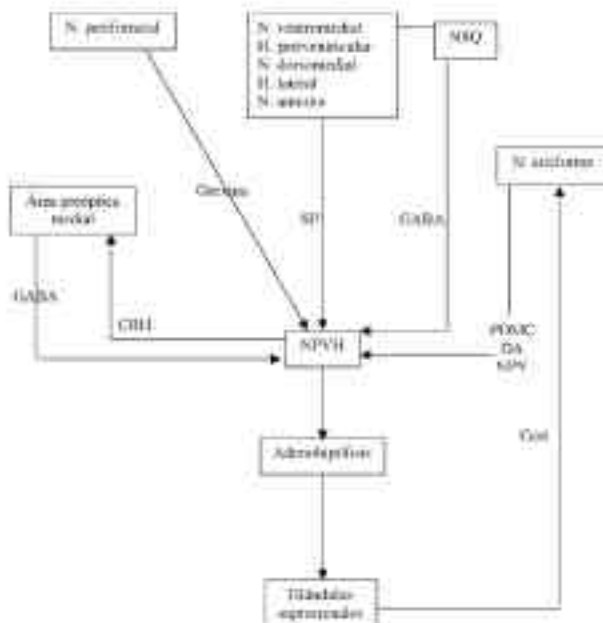 N. perifornical
N. ventromedial
H. periventricular
N. dorsomedial
H. lateral
N. anterior
NSQ
N. arciforme
Área preóptica
medial
SP
GABA
GABA
CRH
NPVH
POMC
DA
NPY
Cort
Adenohipófisis
Glándulas
suprarrenales